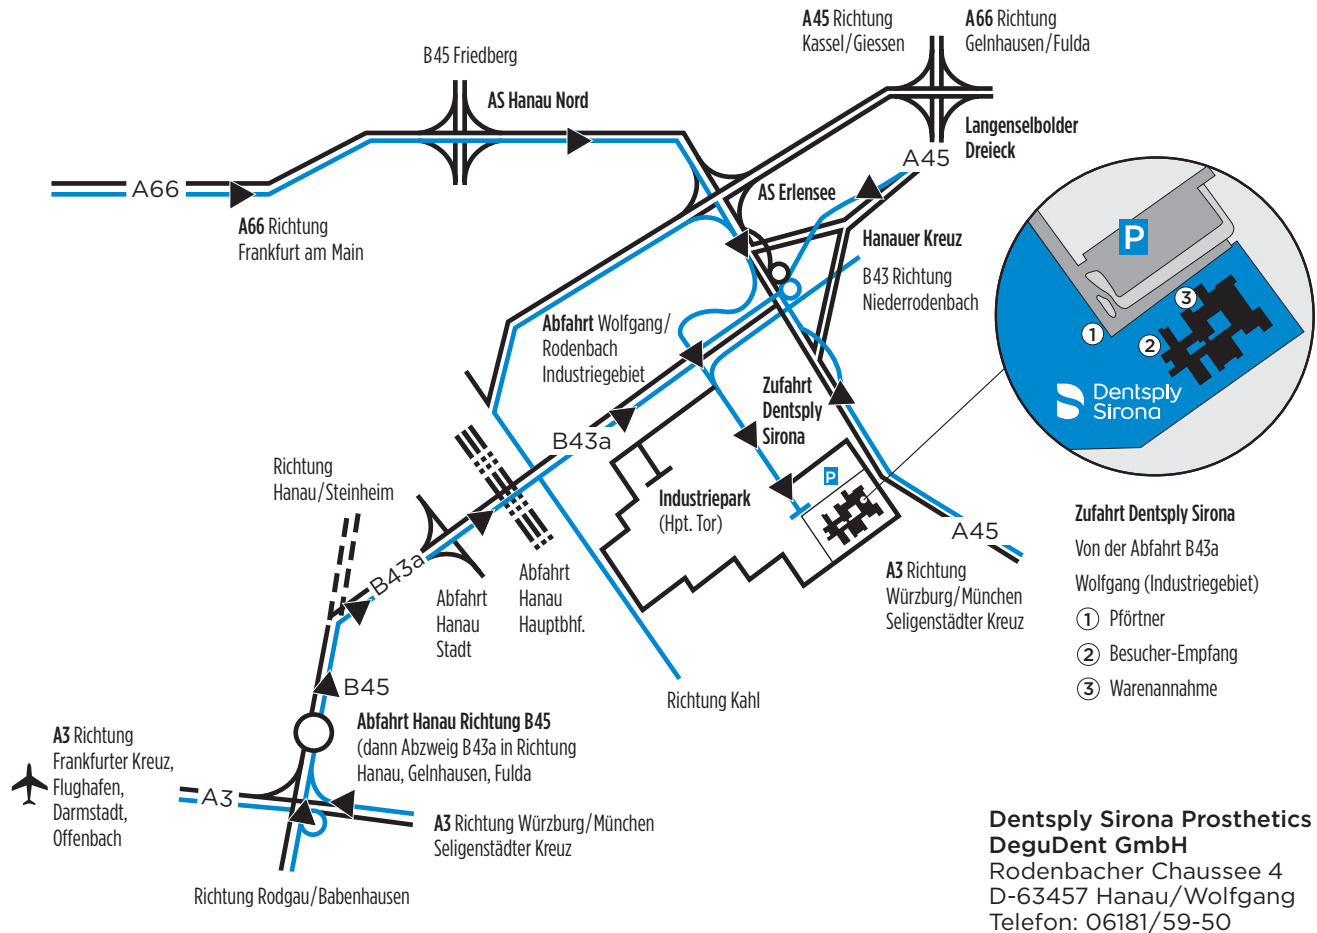 A45 Richtung
Kassel/Giessen
A66 Richtung
Gelnhausen/Fulda
B45 Friedberg
AS Hanau Nord
Langenselbolder
Dreieck
A45
A66
AS Erlensee
A66 Richtung
Frankfurt am Main
Hanauer Kreuz
B43 Richtung
Niederrodenbach
P
3
1
2
Dentsply
Sirona
Abfahrt Wolfgang/
Rodenbach
Industriegebiet
Zufahrt
Dentsply
Sirona
B43a
Richtung
Hanau/Steinheim
P
Industriepark
(Hpt. Tor)
A45
Zufahrt Dentsply Sirona
Von der Abfahrt B43a
Wolfgang (Industriegebiet)
1 Pförtner
2 Besucher-Empfang
3 Warenannahme
B43a
Abfahrt
Hanau
Stadt
Abfahrt
Hanau
Hauptbhf.
A3 Richtung
Würzburg/München
Seligenstädter Kreuz
B45
Richtung Kahl
Abfahrt Hanau Richtung B45
(dann Abzweig B43a in Richtung
Hanau, Gelnhausen, Fulda
A3 Richtung
Frankfurter Kreuz,
Flughafen,
Darmstadt,
Offenbach
A3
A3 Richtung Würzburg/München
Seligenstädter Kreuz
Richtung Rodgau/Babenhausen
Dentsply Sirona Prosthetics
DeguDent GmbH
Rodenbacher Chaussee 4
D-63457 Hanau/Wolfgang
Telefon: 06181/59-50